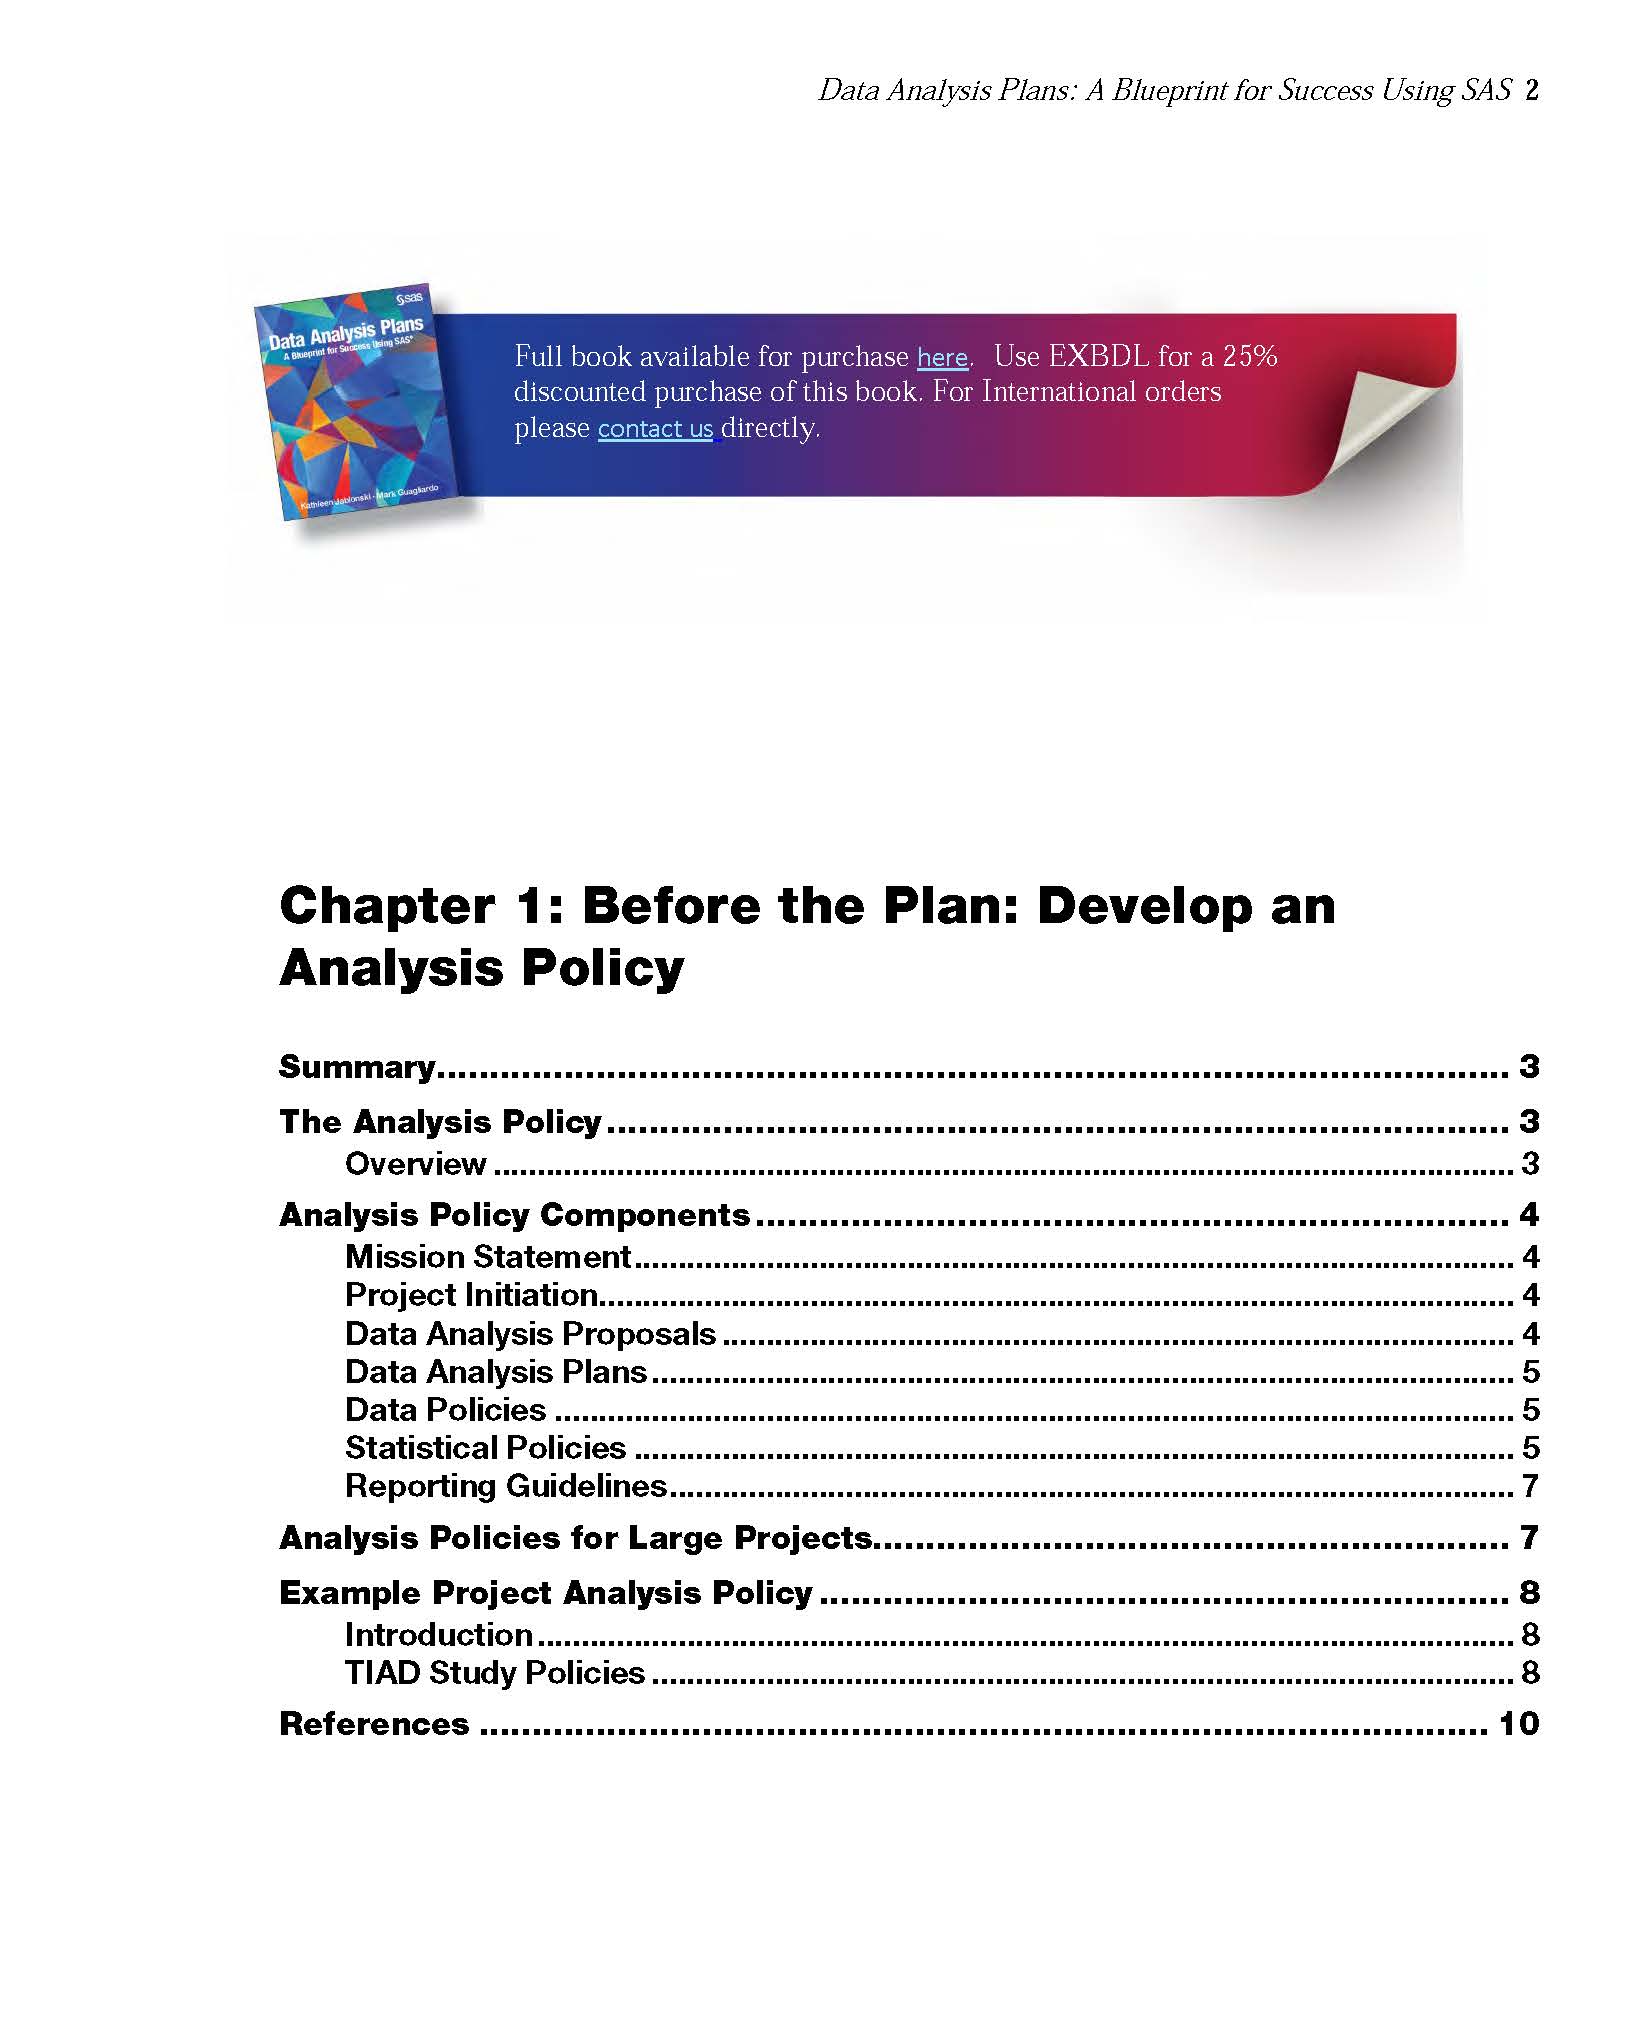 Data Analysis Plans: A Blueprint for Success Using SAS 2
sas
Data Analysis Plans
A Blueprint for Success Using SAS®
Kathleen Jablonski · Mark Guagliardo
Full book available for purchase here. Use EXBDL for a 25%
discounted purchase of this book. For International orders
please contact us directly.
Chapter 1: Before the Plan: Develop an
Analysis Policy
Summary.......... 3
The Analysis Policy.......... 3
Overview.......... 3
Analysis Policy Components.......... 4
Mission Statement.......... 4
Project Initiation.......... 4
Data Analysis Proposals.......... 4
Data Analysis Plans.......... 5
Data Policies.......... 5
Statistical Policies.......... 5
Reporting Guidelines.......... 7
Analysis Policies for Large Projects.......... 7
Example Project Analysis Policy.......... 8
Introduction.......... 8
TIAD Study Policies.......... 8
References.......... 10